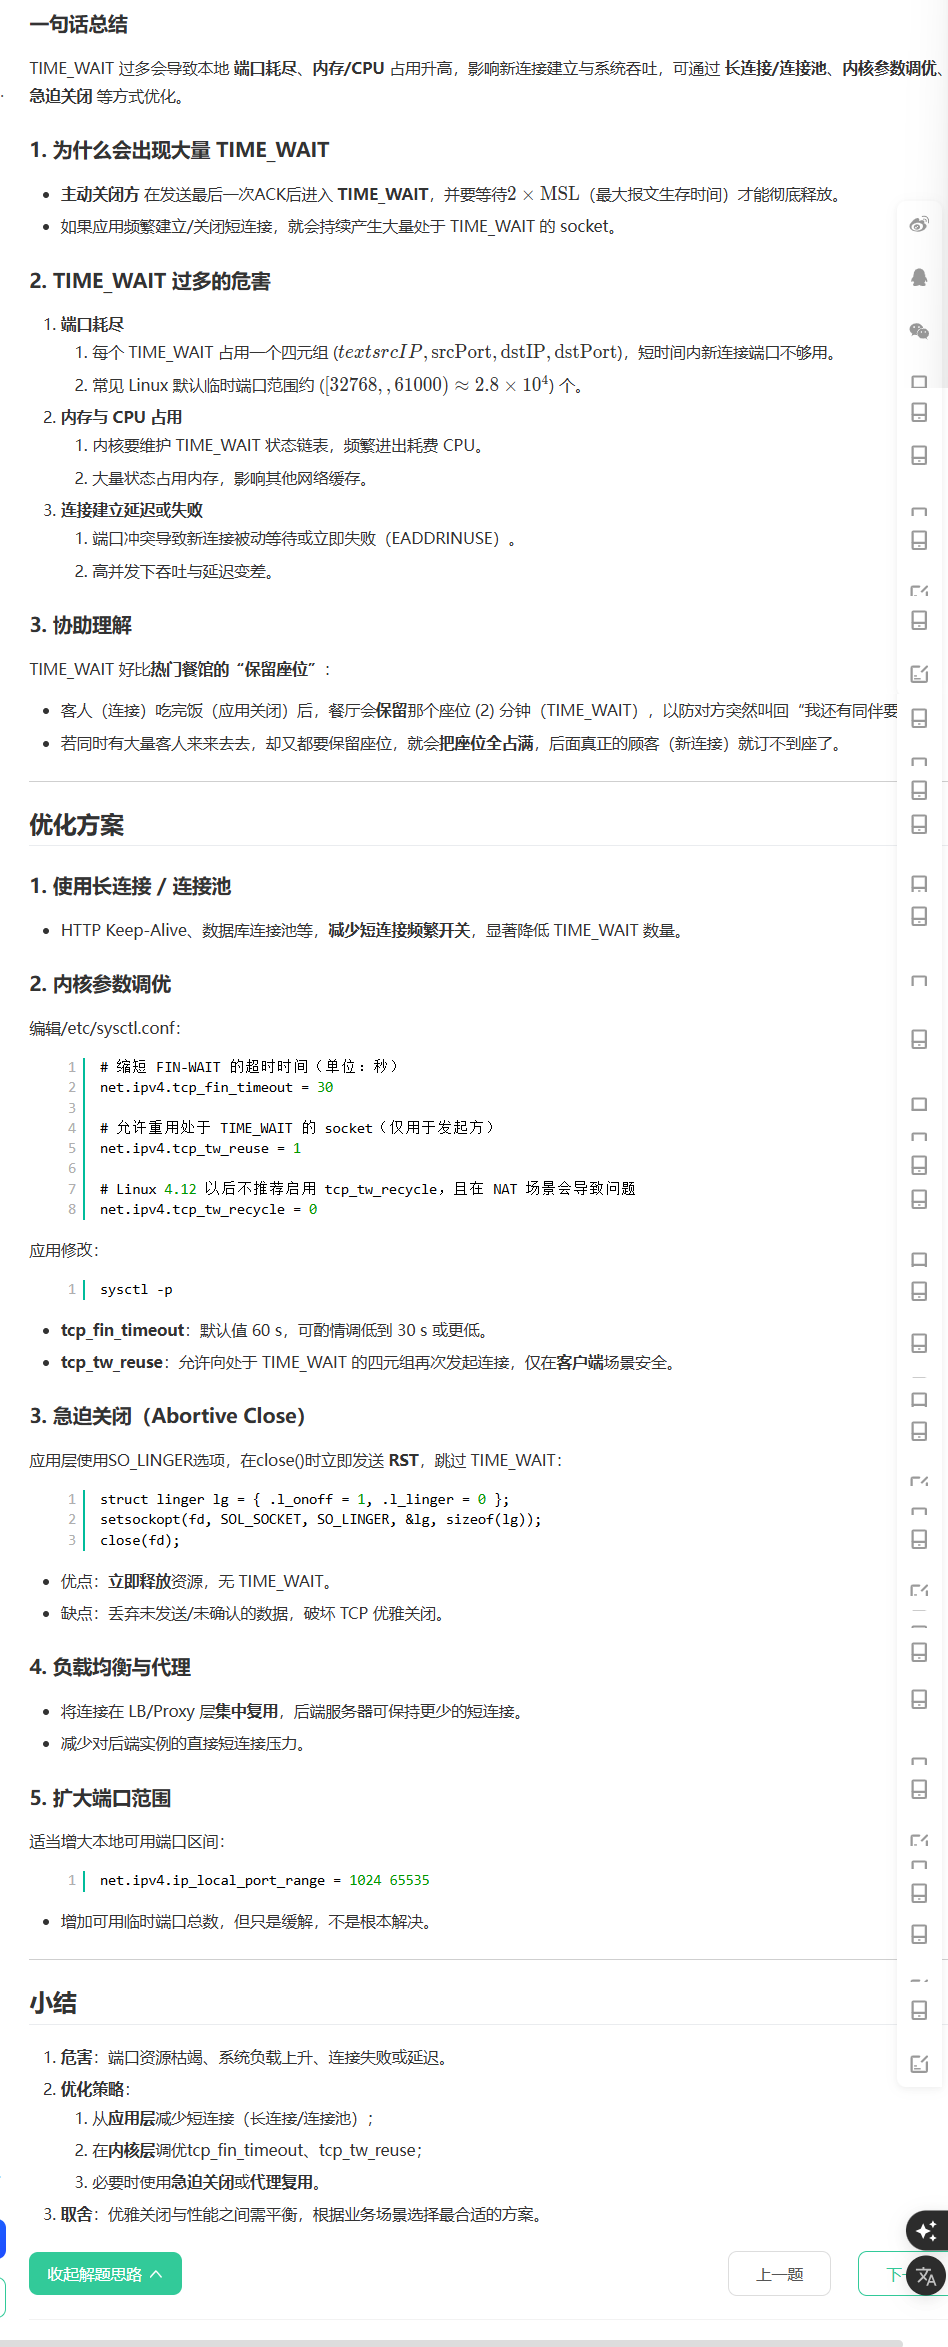 一句话总结
TIME_WAIT 过多会导致本地 端口耗尽、内存/CPU 占用升高，影响新连接建立与系统吞吐，可通过 长连接/连接池、内核参数调优、
急迫关闭 等方式优化。
1. 为什么会出现大量 TIME_WAIT
• 主动关闭方 在发送最后一次ACK后进入 TIME_WAIT，并要等待2 × MSL（最大报文生存时间）才能彻底释放。
• 如果应用频繁建立/关闭短连接，就会持续产生大量处于 TIME_WAIT 的 socket。
2. TIME_WAIT 过多的危害
1. 端口耗尽
1. 每个 TIME_WAIT 占用一个四元组 (textsrcIP, srcPort, dstIP, dstPort)，短时间内新连接端口不够用。
2. 常见 Linux 默认临时端口范围约 ([32768, , 61000) ≈ 2.8 × 10⁴) 个。
2. 内存与 CPU 占用
1. 内核要维护 TIME_WAIT 状态链表，频繁进出耗费 CPU。
2. 大量状态占用内存，影响其他网络缓存。
3. 连接建立延迟或失败
1. 端口冲突导致新连接被动等待或立即失败（EADDRINUSE）。
2. 高并发下吞吐与延迟变差。
3. 协助理解
TIME_WAIT 好比热门餐馆的“保留座位”：
• 客人（连接）吃完饭（应用关闭）后，餐厅会保留那个座位 (2) 分钟（TIME_WAIT），以防对方突然叫回“我还有同伴要
• 若同时有大量客人来来去去，却又都要保留座位，就会把座位全占满，后面真正的顾客（新连接）就订不到座了。
优化方案
1. 使用长连接 / 连接池
• HTTP Keep-Alive、数据库连接池等，减少短连接频繁开关，显著降低 TIME_WAIT 数量。
2. 内核参数调优
编辑/etc/sysctl.conf：
1 # 缩短 FIN-WAIT 的超时时间（单位：秒）
2 net.ipv4.tcp_fin_timeout = 30
3
4 # 允许重用处于 TIME_WAIT 的 socket（仅用于发起方）
5 net.ipv4.tcp_tw_reuse = 1
6
7 # Linux 4.12 以后不推荐启用 tcp_tw_recycle，且在 NAT 场景会导致问题
8 net.ipv4.tcp_tw_recycle = 0
应用修改：
1 sysctl -p
• tcp_fin_timeout：默认值 60 s，可酌情调低到 30 s 或更低。
• tcp_tw_reuse：允许向处于 TIME_WAIT 的四元组再次发起连接，仅在客户端场景安全。
3. 急迫关闭（Abortive Close）
应用层使用SO_LINGER选项，在close()时立即发送 RST，跳过 TIME_WAIT：
1 struct linger lg = { .l_onoff = 1, .l_linger = 0 };
2 setsockopt(fd, SOL_SOCKET, SO_LINGER, &lg, sizeof(lg));
3 close(fd);
• 优点：立即释放资源，无 TIME_WAIT。
• 缺点：丢弃未发送/未确认的数据，破坏 TCP 优雅关闭。
4. 负载均衡与代理
• 将连接在 LB/Proxy 层集中复用，后端服务器可保持更少的短连接。
• 减少对后端实例的直接短连接压力。
5. 扩大端口范围
适当增大本地可用端口区间：
1 net.ipv4.ip_local_port_range = 1024 65535
• 增加可用临时端口总数，但只是缓解，不是根本解决。
小结
1. 危害：端口资源枯竭、系统负载上升、连接失败或延迟。
2. 优化策略：
1. 从应用层减少短连接（长连接/连接池）；
2. 在内核层调优tcp_fin_timeout、tcp_tw_reuse；
3. 必要时使用急迫关闭或代理复用。
3. 取舍：优雅关闭与性能之间需平衡，根据业务场景选择最合适的方案。
收起解题思路
上一题
下